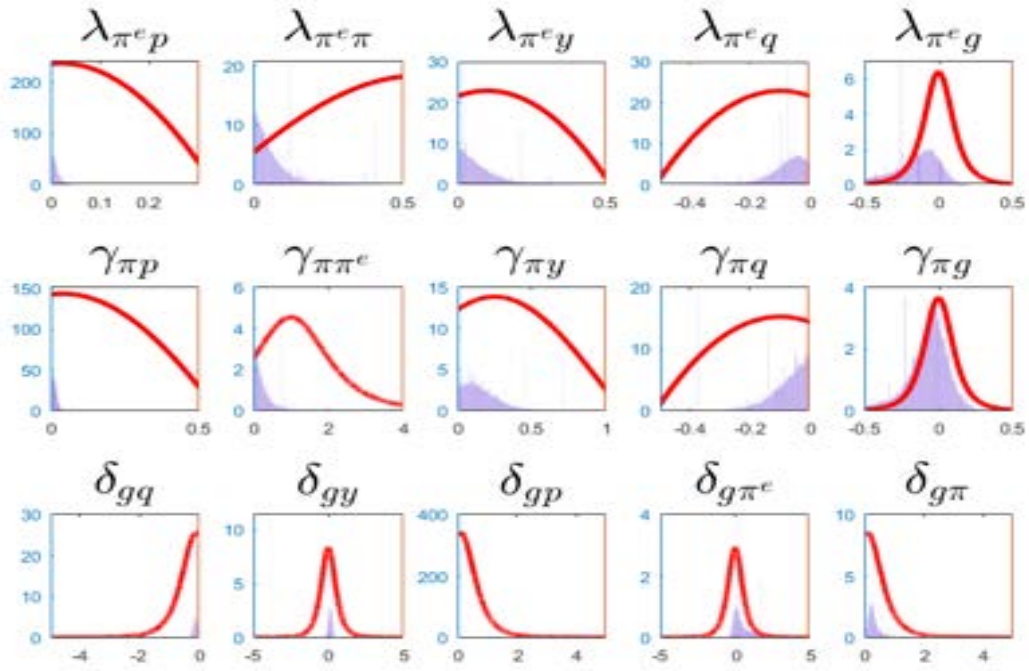 λ_{π^e p} λ_{π^e π} λ_{π^e y} λ_{π^e q} λ_{π^e g}
200 20 30 30 6
100 10 20 20 4
0 0 10 10 2
0 0 0
0 0.1 0.2 0 0.5 0 0.5 -0.4 -0.2 0 -0.5 0 0.5
γ_{πp} γ_{ππ^e} γ_{πy} γ_{πq} γ_{πg}
150 6 15 20 4
100 4 10 10 2
50 2 5 0 0
0 0 0
0 0.5 0 2 4 0 0.5 1 -0.4 -0.2 0 -0.5 0 0.5
δ_{gq} δ_{gy} δ_{gp} δ_{gπ^e} δ_{gπ}
30 10 400 4 10
20 5 200 2 5
10 0 0 0 0
0
-4 -2 0 -5 0 5 0 2 4 -5 0 5 0 2 4